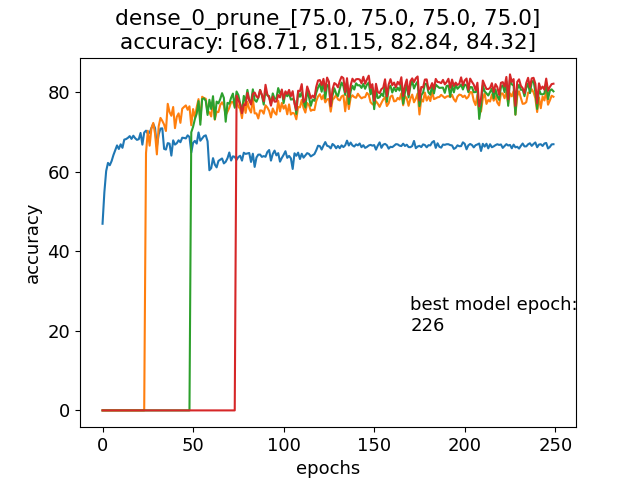 dense_0_prune_[75.0, 75.0, 75.0, 75.0]
accuracy: [68.71, 81.15, 82.84, 84.32]
80
60
40
20
0
accuracy
best model epoch:
226
0 50 100 150 200 250
epochs